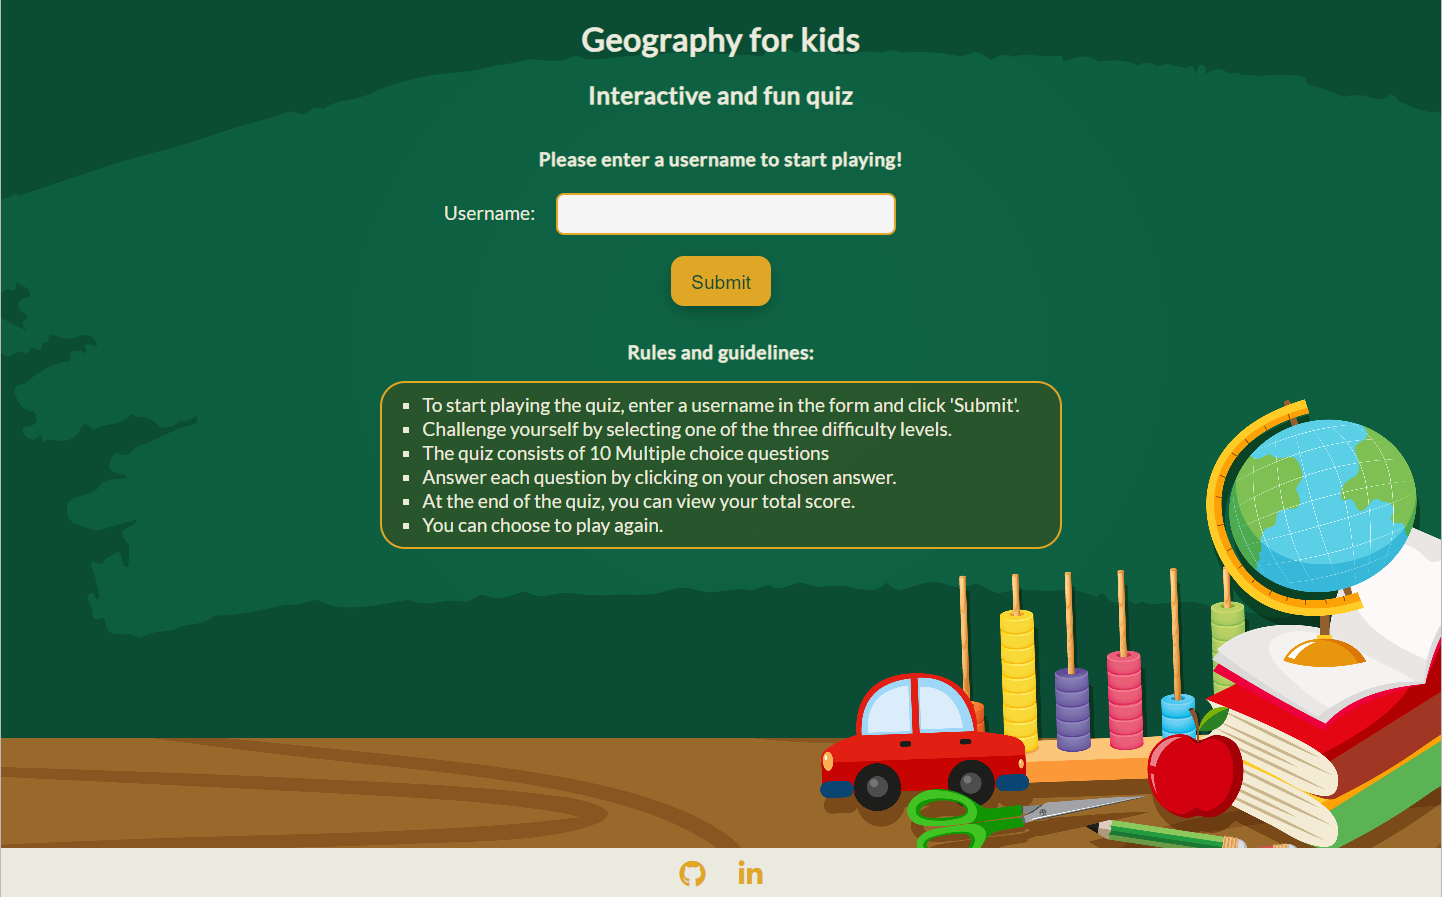 Geography for kids
Interactive and fun quiz
Please enter a username to start playing!
Username:
Submit
Rules and guidelines:
To start playing the quiz, enter a username in the form and click 'Submit'.
Challenge yourself by selecting one of the three difficulty levels.
The quiz consists of 10 Multiple choice questions
Answer each question by clicking on your chosen answer.
At the end of the quiz, you can view your total score.
You can choose to play again.
in